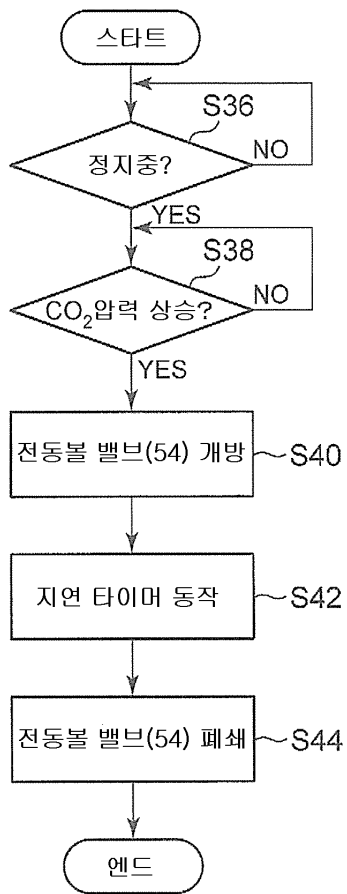 스타트
S36
정지중?
NO
YES
S38
CO₂압력 상승?
NO
YES
전동볼 밸브(54) 개방
S40
지연 타이머 동작
S42
전동볼 밸브(54) 폐쇄
S44
엔드